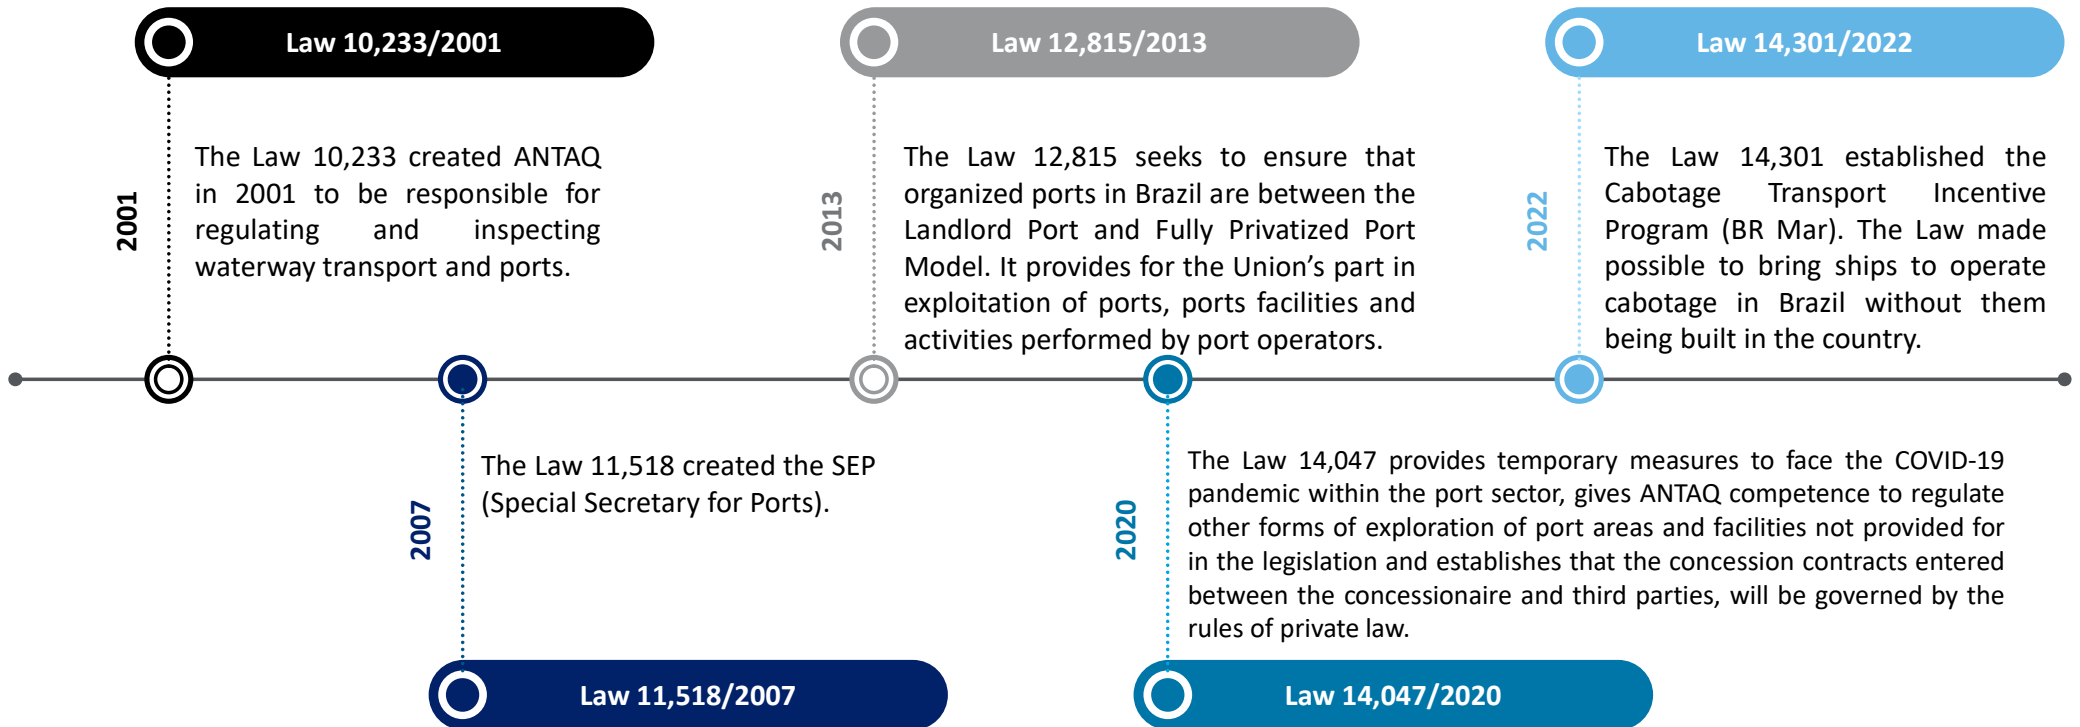 Law 10,233/2001
2001
The Law 10,233 created ANTAQ
in 2001 to be responsible for
regulating and inspecting
waterway transport and ports.
The Law 11,518 created the SEP
(Special Secretary for Ports).
2007
Law 11,518/2007
Law 12,815/2013
2013
The Law 12,815 seeks to ensure that
organized ports in Brazil are between the
Landlord Port and Fully Privatized Port
Model. It provides for the Union's part in
exploitation of ports, ports facilities and
activities performed by port operators.
The Law 14,047 provides temporary measures to face the COVID-19
pandemic within the port sector, gives ANTAQ competence to regulate
other forms of exploration of port areas and facilities not provided for
in the legislation and establishes that the concession contracts entered
between the concessionaire and third parties, will be governed by the
rules of private law.
2020
Law 14,047/2020
Law 14,301/2022
2022
The Law 14,301 established the
Cabotage Transport Incentive
Program (BR Mar). The Law made
possible to bring ships to operate
cabotage in Brazil without them
being built in the country.